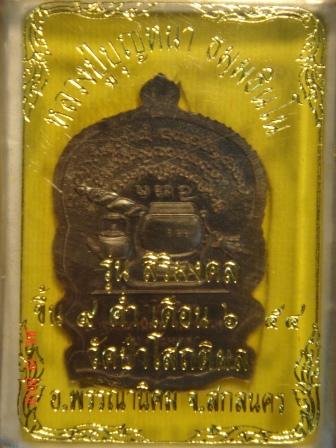 หลวงปู่บุญหนา ธมฺมทินฺโน
รุ่น สิริมงคล
ขึ้น ๙ ค่ำ เดือน ๖ ๕๔
วัดป่าโสตถิผล
อ.พรรณานิคม จ.สกลนคร